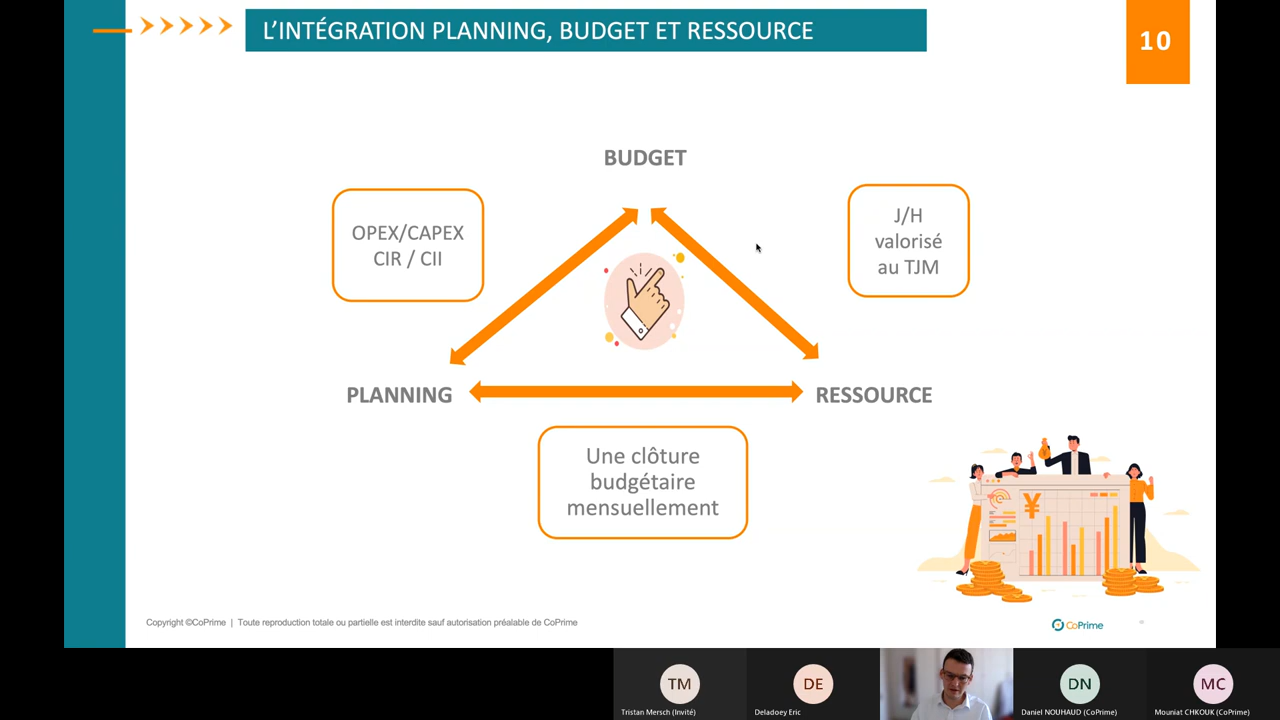 L'INTÉGRATION PLANNING, BUDGET ET RESSOURCE
10
BUDGET
OPEX/CAPEX
CIR / CII
J/H
valorisé
au TJM
PLANNING
RESSOURCE
Une clôture
budgétaire
mensuellement
¥
Copyright ©CoPrime | Toute reproduction totale ou partielle est interdite sauf autorisation préalable de CoPrime
CoPrime
TM
DE
DN
MC
Tristan Mersch (Invité)
Deladoey Eric
Daniel NOUHAUD (CoPrime)
Mouniat CHKOUK (CoPrime)